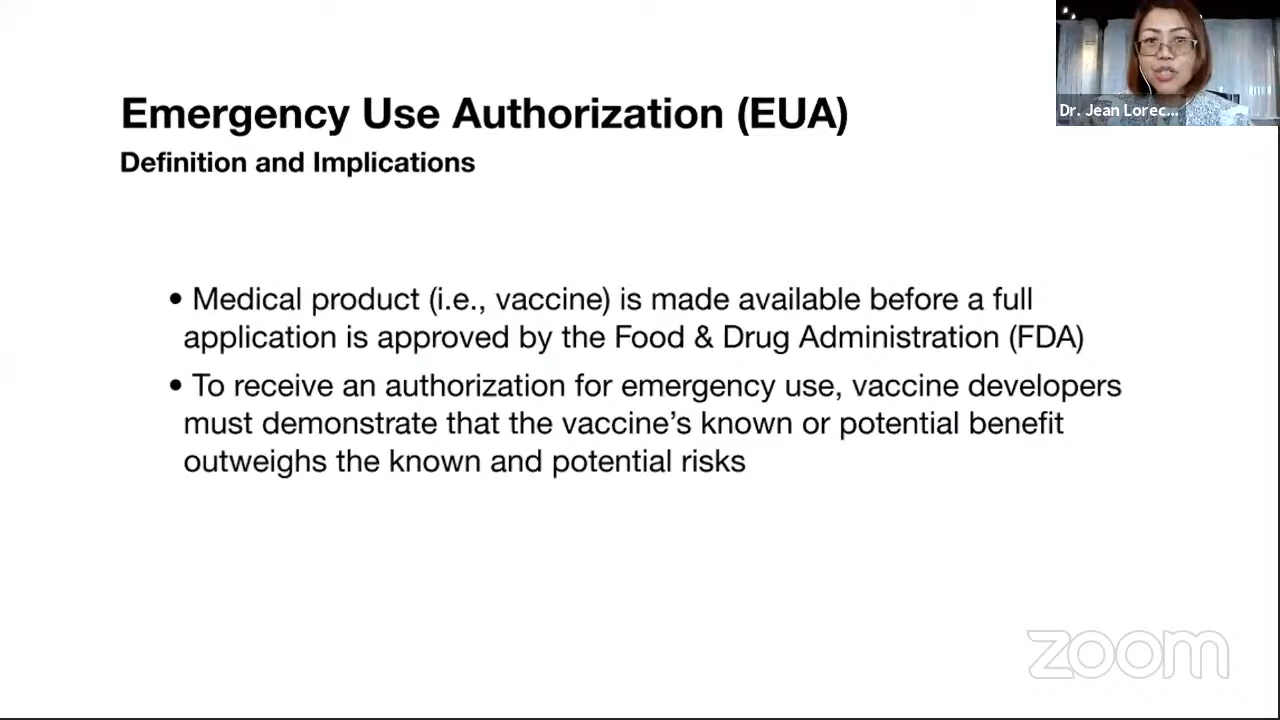 Dr. Jean Lorec...
Emergency Use Authorization (EUA)
Definition and Implications
• Medical product (i.e., vaccine) is made available before a full
application is approved by the Food & Drug Administration (FDA)
• To receive an authorization for emergency use, vaccine developers
must demonstrate that the vaccine’s known or potential benefit
outweighs the known and potential risks
zoom